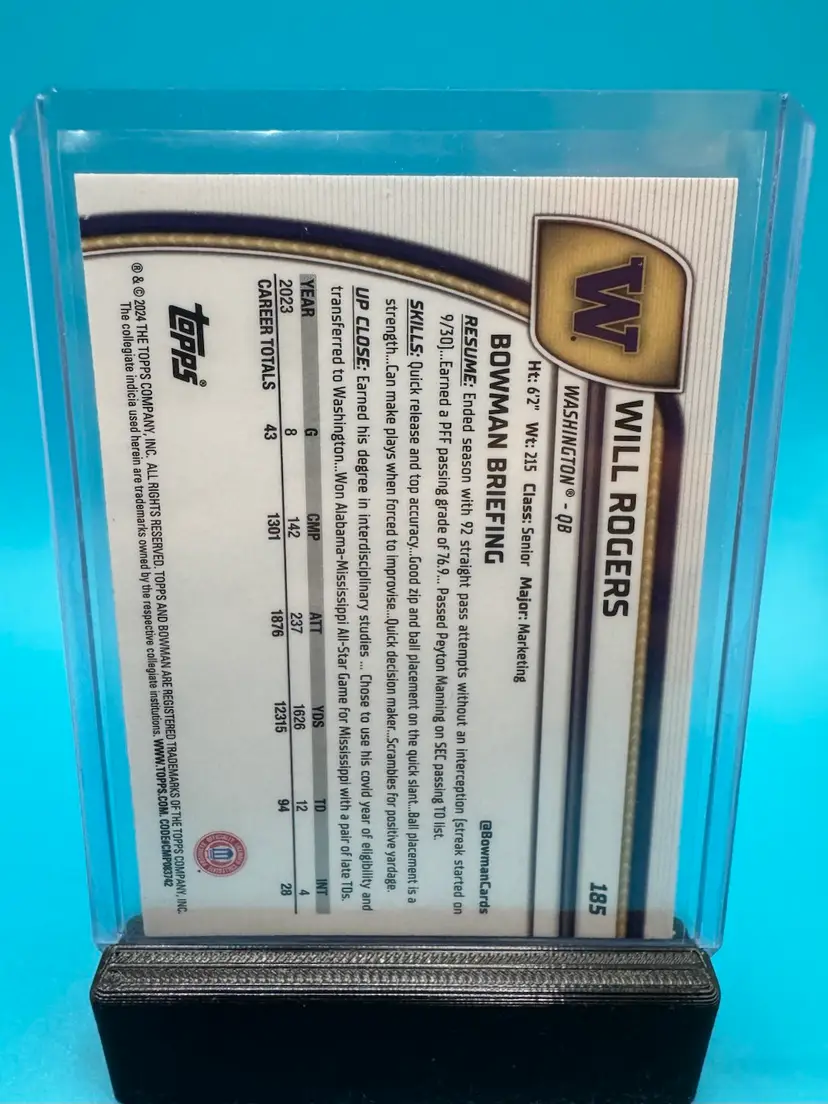 W
WILL ROGERS
185
WASHINGTON® - QB
Ht: 6'2" Wt: 215 Class: Senior Major: Marketing
BOWMAN BRIEFING
@BowmanCards
RESUME: Ended season with 92 straight pass attempts without an interception (streak started on
9/30)...Earned a PFF passing grade of 76.9... Passed Peyton Manning on SEC passing TD list.
SKILLS: Quick release and top accuracy...Good zip and ball placement on the quick slant...Ball placement is a
strength...Can make plays when forced to improvise...Quick decision maker...Scrambles for positive yardage.
UP CLOSE: Earned his degree in interdisciplinary studies ... Chose to use his covid year of eligibility and
transferred to Washington...Won Alabama-Mississippi All-Star Game for Mississippi with a pair of late TDs.
YEAR G CMP ATT YDS TD INT
2023 8 142 237 1626 12 4
CAREER TOTALS 43 1301 1876 12315 94 28
topps®
® & © 2024 THE TOPPS COMPANY, INC. ALL RIGHTS RESERVED. TOPPS AND BOWMAN ARE REGISTERED TRADEMARKS OF THE TOPPS COMPANY, INC.
The collegiate indicia used herein are trademarks owned by the respective collegiate institutions. WWW.TOPPS.COM. CODE#CMP083742